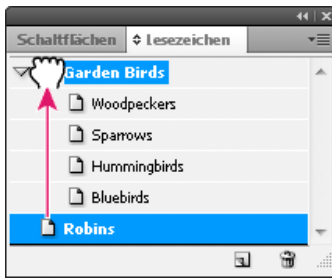 Schaltflächen Lesezeichen
Garden Birds
Woodpeckers
Sparrows
Hummingbirds
Bluebirds
Robins